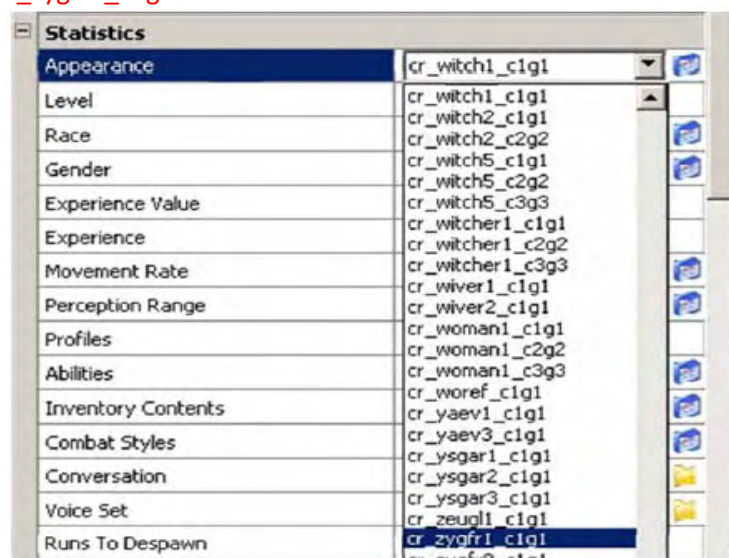 Statistics
Appearance
cr_witch1_c1g1
Level
cr_witch1_c1g1
cr_witch2_c1g1
Race
cr_witch2_c2g2
cr_witch5_c1g1
Gender
cr_witch5_c2g2
Experience Value
cr_witch5_c3g3
cr_witcher1_c1g1
Experience
cr_witcher1_c2g2
Movement Rate
cr_witcher1_c3g3
cr_wiver1_c1g1
Perception Range
cr_wiver2_c1g1
Profiles
cr_woman1_c1g1
cr_woman1_c2g2
Abilities
cr_woman1_c3g3
cr_woref_c1g1
Inventory Contents
cr_yaev1_c1g1
Combat Styles
cr_yaev3_c1g1
cr_ysgar1_c1g1
Conversation
cr_ysgar2_c1g1
Voice Set
cr_ysgar3_c1g1
cr_zeugl1_c1g1
Runs To Despawn
cr_zygfr1_c1g1